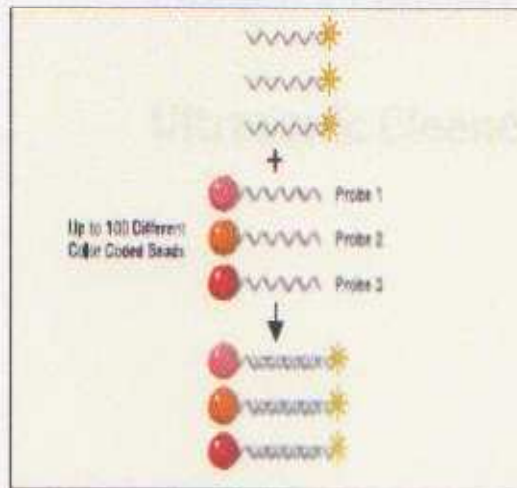 +
Probe 1
Up to 100 Different
Color Coded Beads
Probe 2
Probe 3